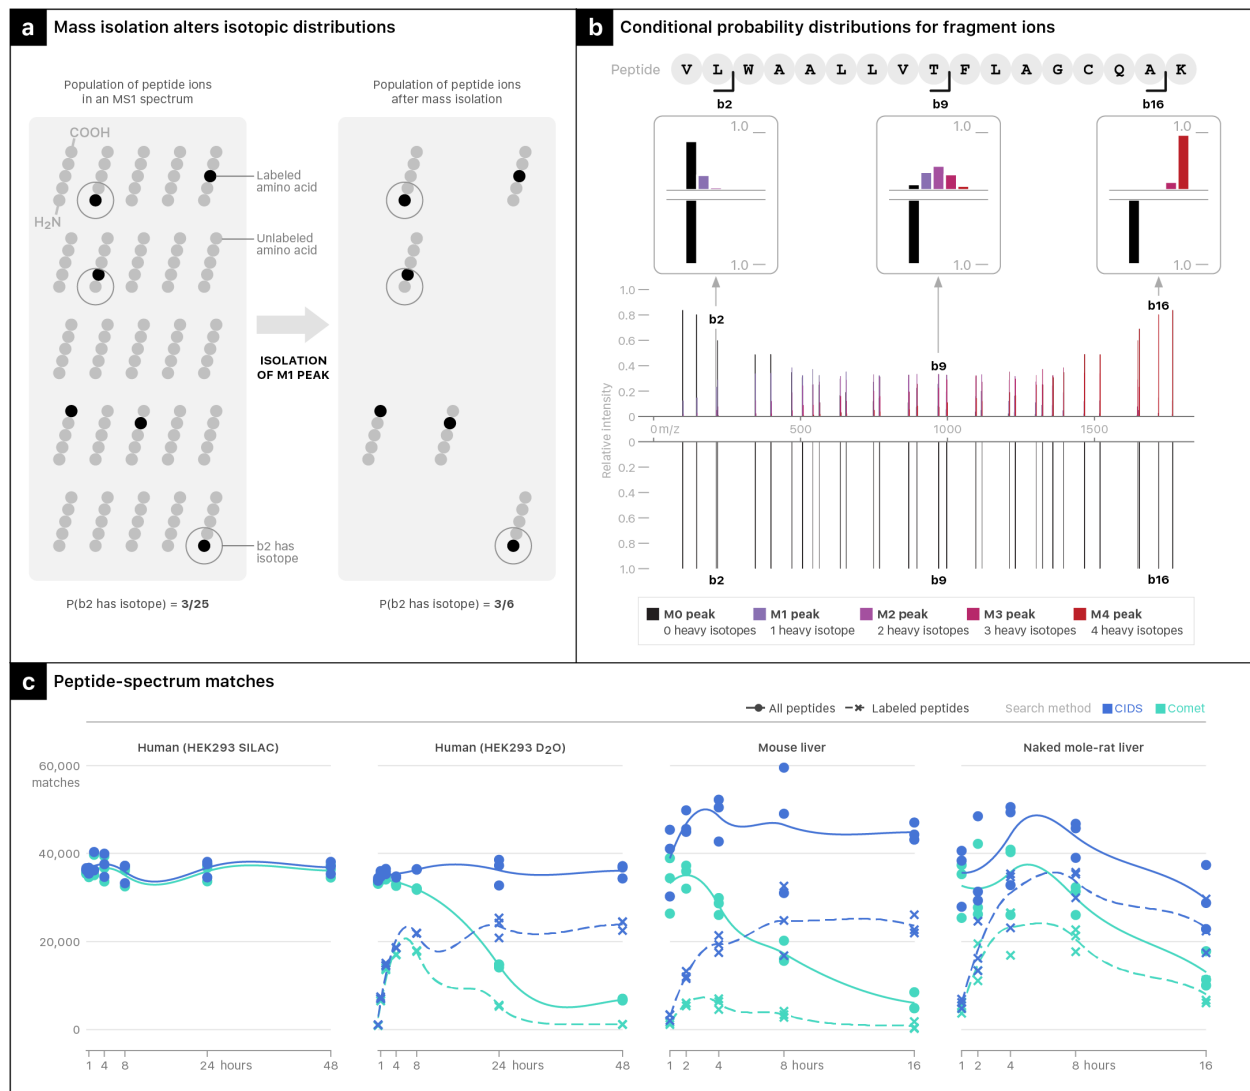 a Mass isolation alters isotopic distributions
Population of peptide ions
in an MS1 spectrum
Population of peptide ions
after mass isolation
COOH
H2N
Labeled
amino acid
Unlabeled
amino acid
ISOLATION
OF M1 PEAK
b2 has
isotope
P(b2 has isotope) = 3/25
P(b2 has isotope) = 3/6
b Conditional probability distributions for fragment ions
Peptide V L W A A L L V T F L A G C Q A K
b2 b9 b16
1.0 1.0 1.0
1.0 1.0 1.0
Relative intensity
1.0
0.8
0.6
0.4
0.2
0
b2
b9
b16
0 m/z 500 1000 1500
0
0.2
0.4
0.6
0.8
1.0
b2 b9 b16
M0 peak
0 heavy isotopes
M1 peak
1 heavy isotope
M2 peak
2 heavy isotopes
M3 peak
3 heavy isotopes
M4 peak
4 heavy isotopes
c Peptide-spectrum matches
All peptides Labeled peptides Search method CIDS Comet
Human (HEK293 SILAC)
Human (HEK293 D2O)
Mouse liver
Naked mole-rat liver
60,000
matches
40,000
20,000
0
1 4 8 24 hours 48
1 4 8 24 hours 48
1 2 4 8 hours 16
1 2 4 8 hours 16